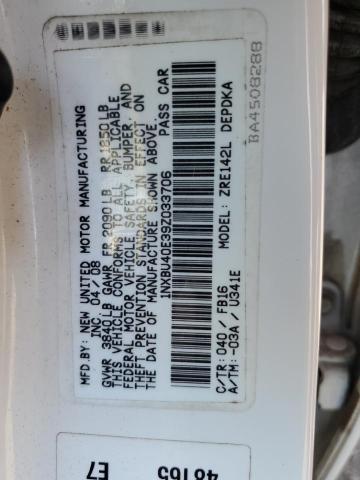 MFD.BY: NEW UNITED MOTOR MANUFACTURING
INC. 04/08
GVWR 3840LB GAWR FR 2090LB RR 1850LB
THIS VEHICLE CONFORMS TO ALL APPLICABLE
FEDERAL MOTOR VEHICLE SAFETY BUMPER, AND
THEFT PREVENTION STANDARDS IN EFFECT ON
THE DATE OF MANUFACTURE SHOWN ABOVE.
1NXBU40E39Z033706 PASS CAR
MODEL: ZRE142L DEPDKA
C/TR: 040/FB16
A/TM: -03A/U341E
BA4508288
48165
E7